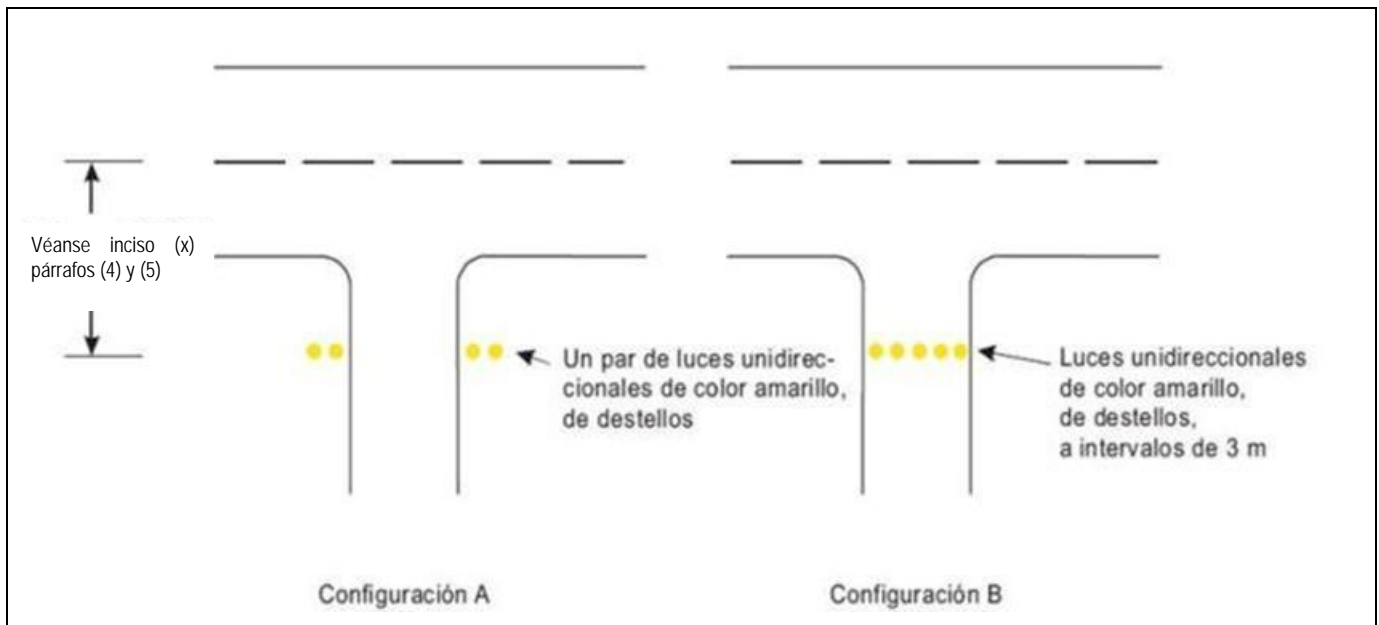 Véanse inciso (x)
párrafos (4) y (5)
Un par de luces unidirec-
cionales de color amarillo,
de destellos
Luces unidireccionales
de color amarillo,
de destellos,
a intervalos de 3 m
Configuración A
Configuración B